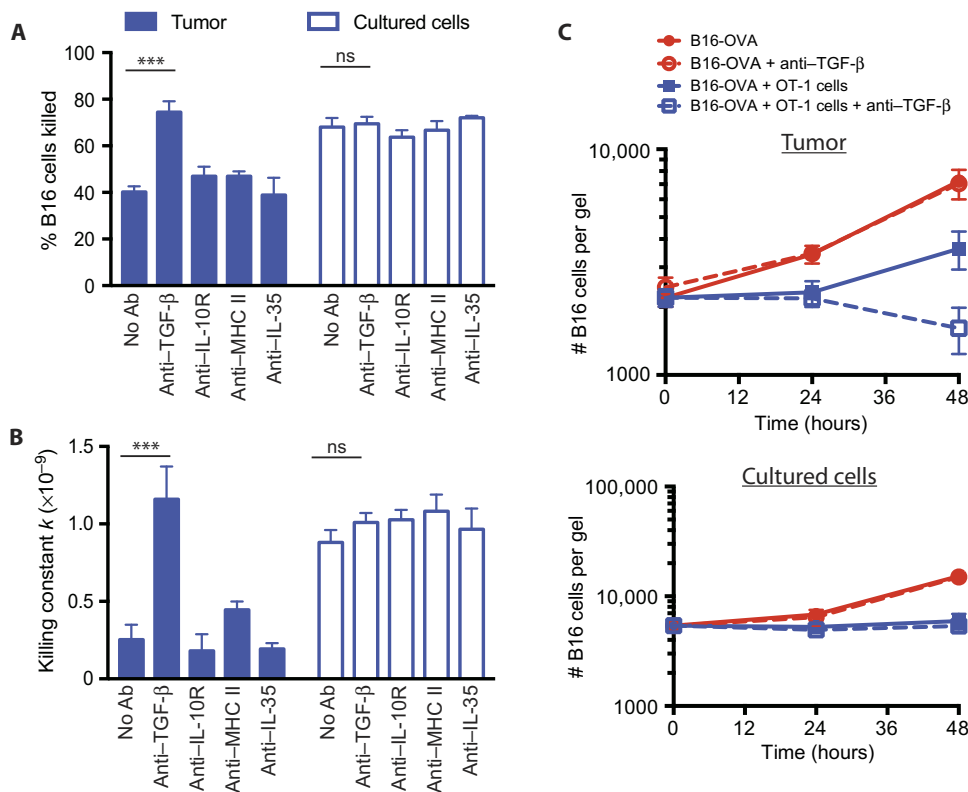 A
Tumor
Cultured cells
% B16 cells killed
100
80
60
40
20
0
***
ns
No Ab
Anti–TGF-β
Anti–IL-10R
Anti–MHC II
Anti–IL-35
No Ab
Anti–TGF-β
Anti–IL-10R
Anti–MHC II
Anti–IL-35
B
Killing constant k (×10⁻⁹)
1.5
1.0
0.5
0
***
ns
No Ab
Anti–TGF-β
Anti–IL-10R
Anti–MHC II
Anti–IL-35
No Ab
Anti–TGF-β
Anti–IL-10R
Anti–MHC II
Anti–IL-35
C
B16-OVA
B16-OVA + anti–TGF-β
B16-OVA + OT-1 cells
B16-OVA + OT-1 cells + anti–TGF-β
Tumor
# B16 cells per gel
10,000
1000
0 12 24 36 48
Time (hours)
Cultured cells
# B16 cells per gel
100,000
10,000
1000
0 12 24 36 48
Time (hours)